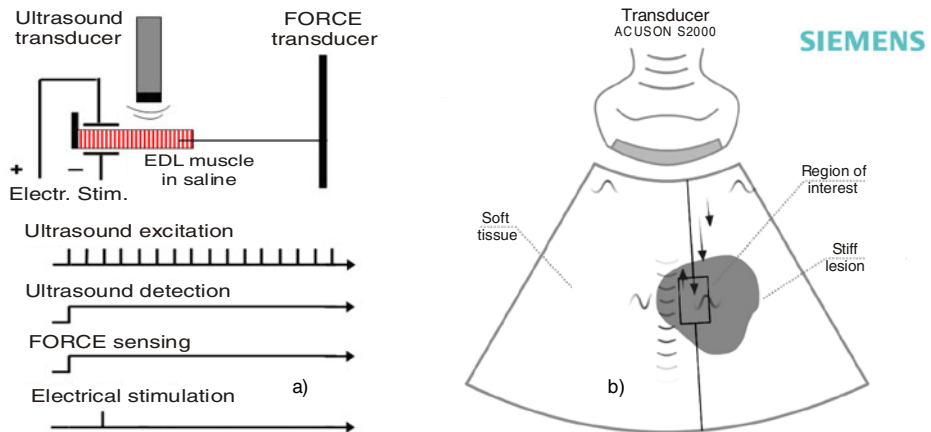 Ultrasound
transducer
FORCE
transducer
EDL muscle
in saline
+
−
Electr. Stim.
Ultrasound excitation
Ultrasound detection
FORCE sensing
a)
Electrical stimulation
Transducer
ACUSON S2000
SIEMENS
Region of
interest
Soft
tissue
Stiff
lesion
b)